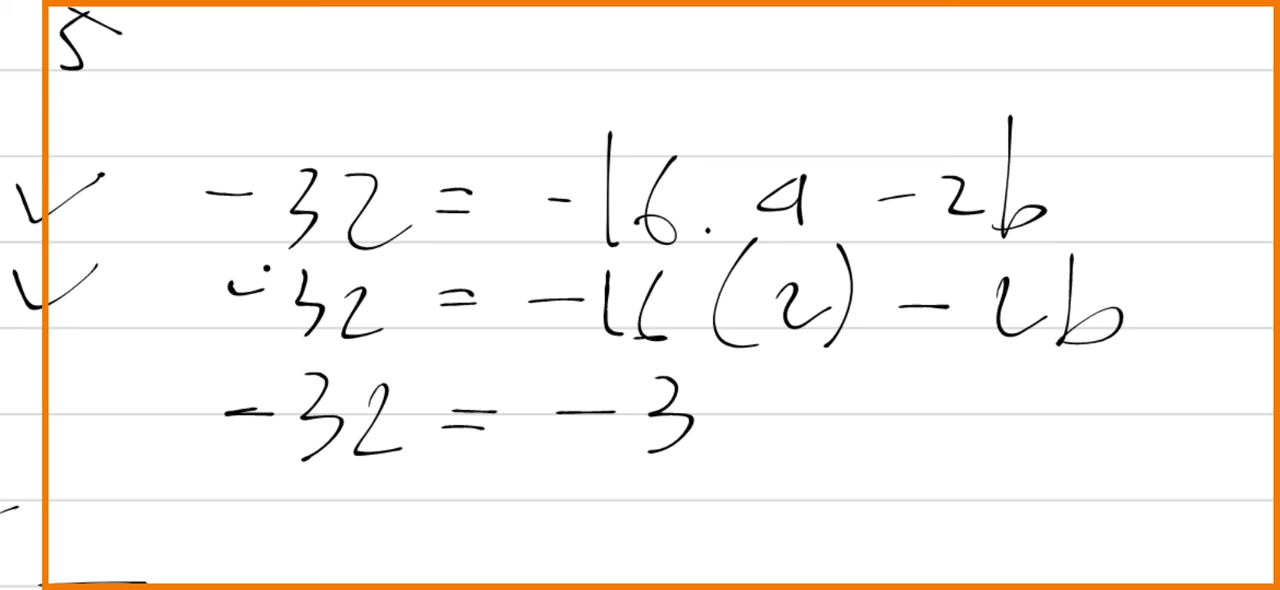 5
-32 = -16. a - 2b
-32 = -16 (2) - 2b
-32 = -3